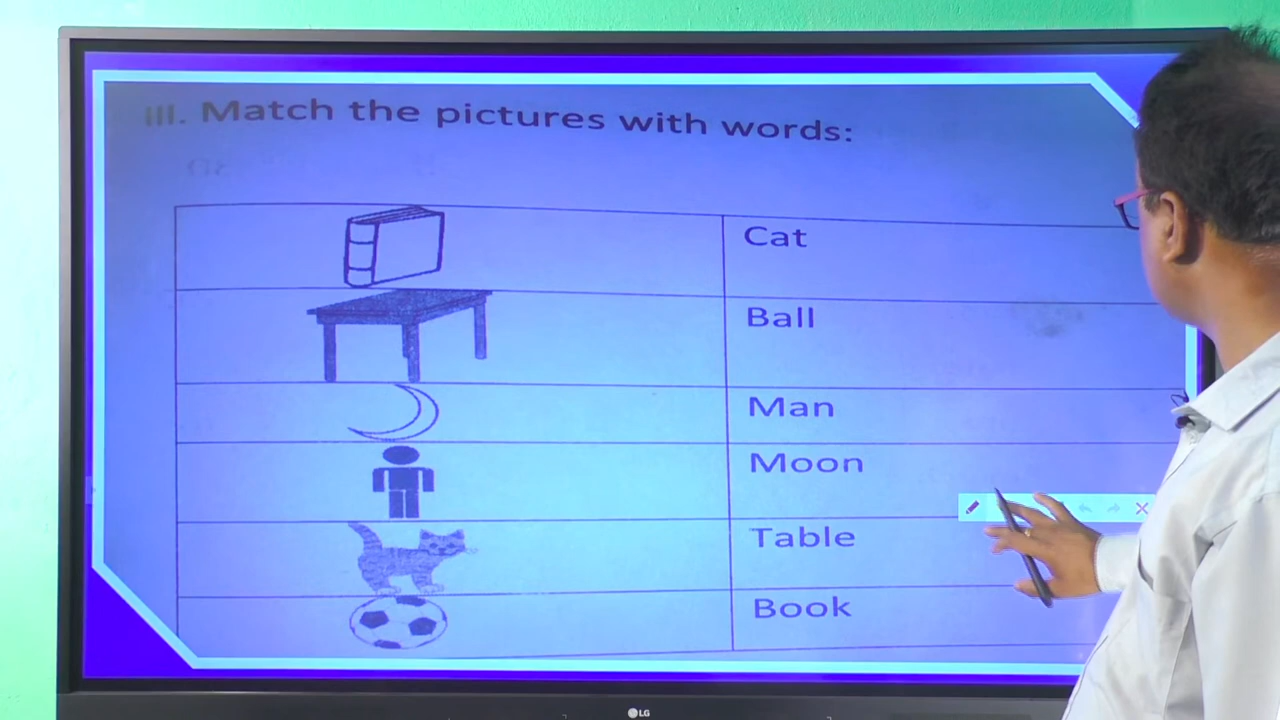 III. Match the pictures with words:
Cat
Ball
Man
Moon
Table
Book
LG